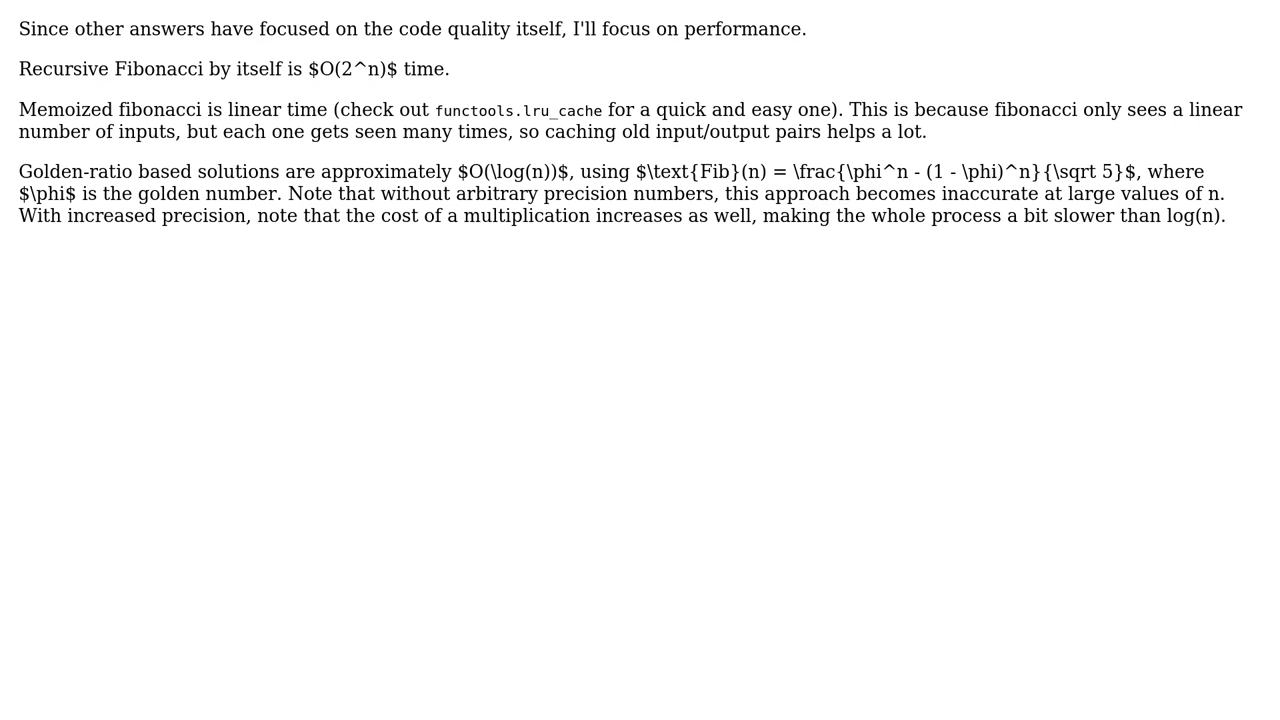 Since other answers have focused on the code quality itself, I'll focus on performance.
Recursive Fibonacci by itself is $O(2^n)$ time.
Memoized fibonacci is linear time (check out functools.lru_cache for a quick and easy one). This is because fibonacci only sees a linear
number of inputs, but each one gets seen many times, so caching old input/output pairs helps a lot.
Golden-ratio based solutions are approximately $O(\log(n))$, using $\text{Fib}(n) = \frac{\phi^n - (1 - \phi)^n}{\sqrt 5}$, where
$\phi$ is the golden number. Note that without arbitrary precision numbers, this approach becomes inaccurate at large values of n.
With increased precision, note that the cost of a multiplication increases as well, making the whole process a bit slower than log(n).